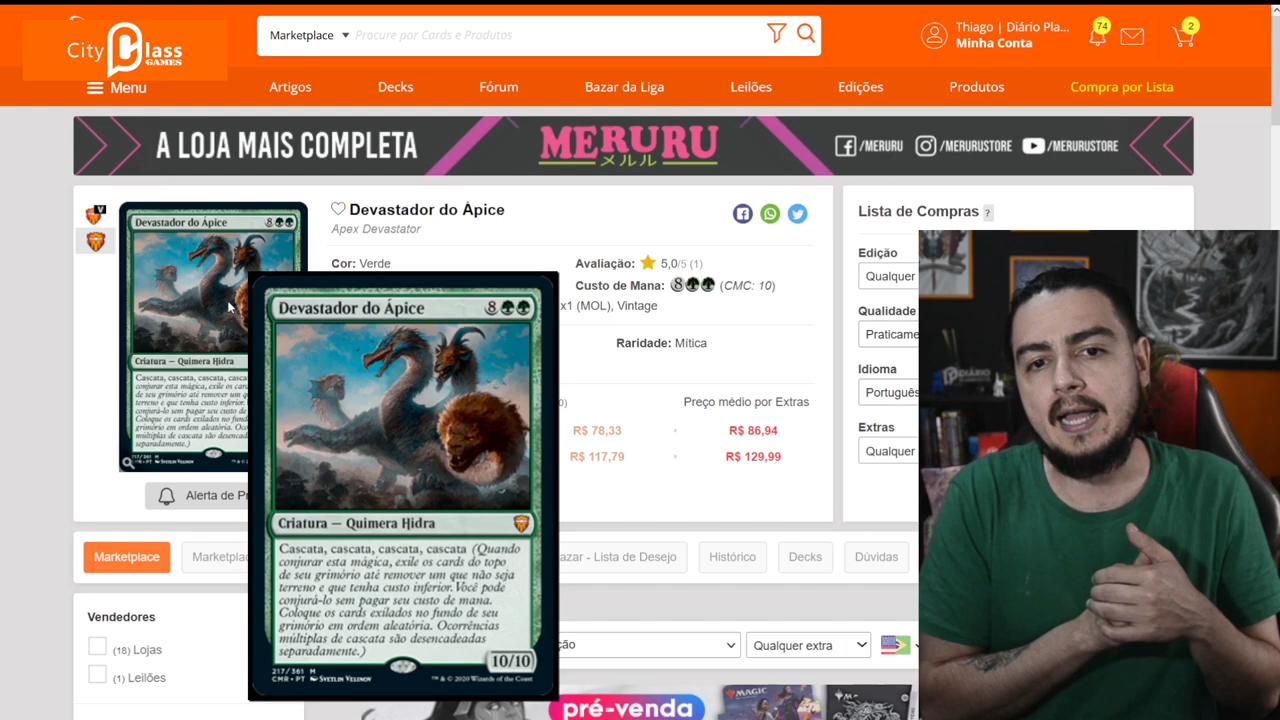 City Class
GAMES
Marketplace
Procure por Cards e Produtos
Thiago | Diário Pla...
Minha Conta
74
2
Menu
Artigos
Decks
Fórum
Bazar da Liga
Leilões
Edições
Produtos
Compra por Lista
A LOJA MAIS COMPLETA
MERURU
メルル
/MERURU
/MERURUSTORE
/MERURUSTORE
Devastador do Ápice
8
Criatura — Quimera Hidra
Devastador do Ápice
Apex Devastator
Cor: Verde
Avaliação: 5,0/5 (1)
Custo de Mana: 8 (CMC: 10)
x1 (MOL), Vintage
Raridade: Mítica
Preço médio por Extras
R$ 78,33
R$ 86,94
R$ 117,79
R$ 129,99
Alerta de Pr
Lista de Compras ?
Edição
Qualquer
Qualidade
Praticame
Idioma
Português
Extras
Qualquer
Devastador do Ápice
8
Criatura — Quimera Hidra
Cascata, cascata, cascata, cascata (Quando
conjurar esta mágica, exile os cards do topo
de seu grimório até remover um que não seja
terreno e que tenha custo inferior. Você pode
conjurá-lo sem pagar seu custo de mana.
Coloque os cards exilados no fundo de seu
grimório em ordem aleatória. Ocorrências
múltiplas de cascata são desencadeadas
separadamente.)
10/10
217/361 M
CMR • PT Svetlin Velinov
™ & © 2020 Wizards of the Coast
Marketplace
Marketplac
azar - Lista de Desejo
Histórico
Decks
Dúvidas
Vendedores
(18) Lojas
(1) Leilões
ção
Qualquer extra
pré-venda
MAGIC